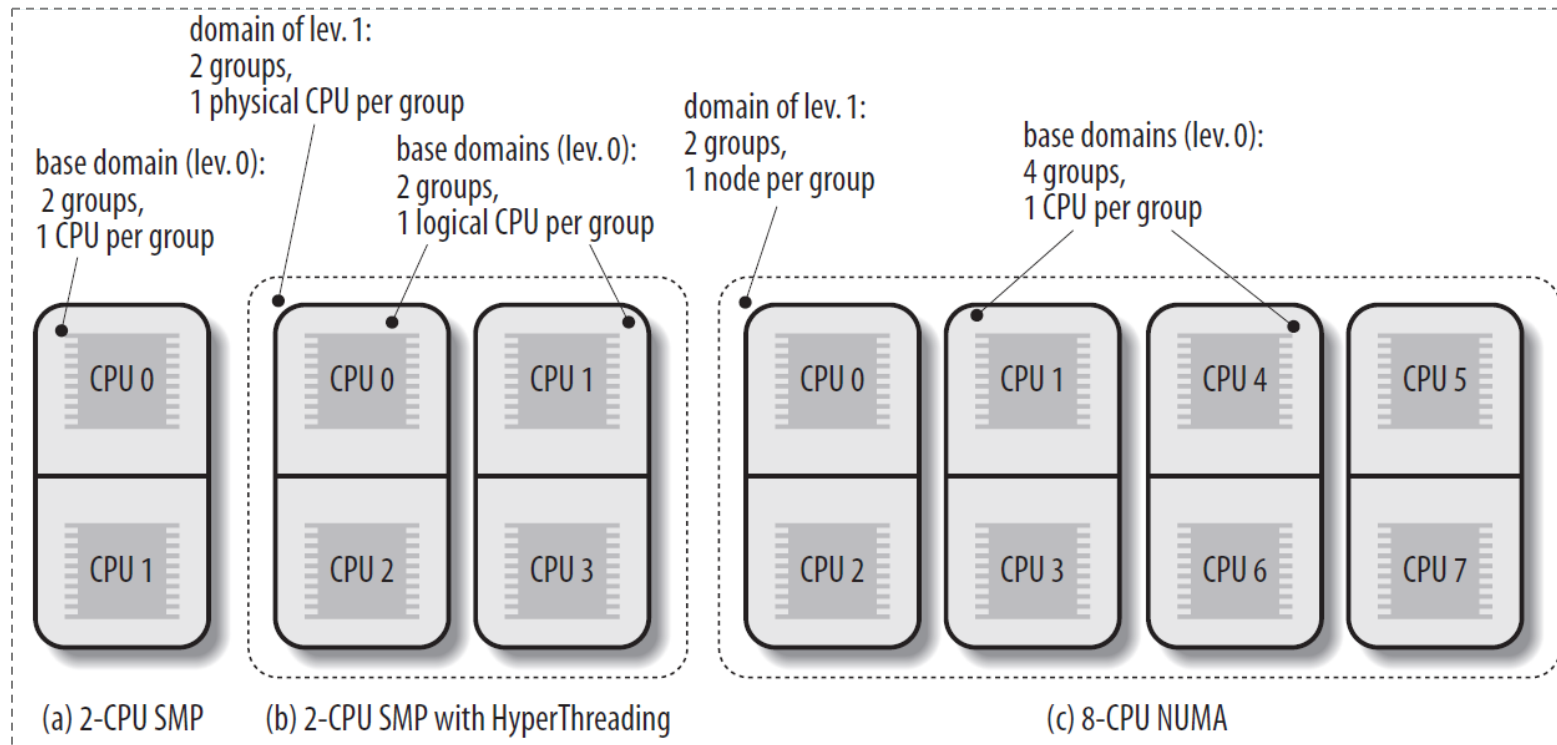 domain of lev. 1:
2 groups,
1 physical CPU per group
base domain (lev. 0):
2 groups,
1 CPU per group
base domains (lev. 0):
2 groups,
1 logical CPU per group
domain of lev. 1:
2 groups,
1 node per group
base domains (lev. 0):
4 groups,
1 CPU per group
CPU 0
CPU 1
CPU 0
CPU 1
CPU 2
CPU 3
CPU 0
CPU 1
CPU 4
CPU 5
CPU 2
CPU 3
CPU 6
CPU 7
(a) 2-CPU SMP
(b) 2-CPU SMP with HyperThreading
(c) 8-CPU NUMA